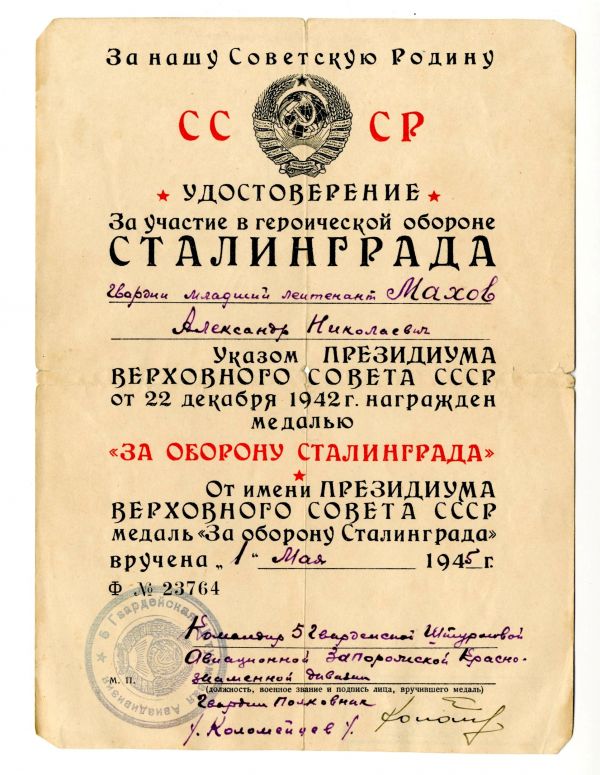 За нашу Советскую Родину
СС СР
УДОСТОВЕРЕНИЕ
За участие в героической обороне
СТАЛИНГРАДА
Гвардии младший лейтенант Махов
Александр Николаевич
Указом ПРЕЗИДИУМА
ВЕРХОВНОГО СОВЕТА СССР
от 22 декабря 1942 г. награжден
медалью
«ЗА ОБОРОНУ СТАЛИНГРАДА»
От имени ПРЕЗИДИУМА
ВЕРХОВНОГО СОВЕТА СССР
медаль «За оборону Сталинграда»
вручена „1" Мая 1945 г.
Ф № 23764
Командир 5 Гвардейской Штурмовой
Авиационной Запорожской Красно-
знаменной дивизии
М. П.
(должность, военное звание и подпись лица, вручившего медаль)
Гвардии Полковник
/. Коломейцев /.
Гвардейская Авиадивизия